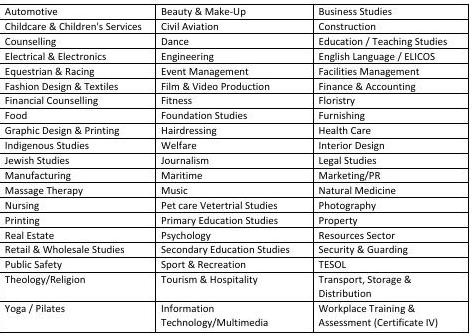 Automotive Beauty & Make-Up Business Studies
Childcare & Children's Services Civil Aviation Construction
Counselling Dance Education / Teaching Studies
Electrical & Electronics Engineering English Language / ELICOS
Equestrian & Racing Event Management Facilities Management
Fashion Design & Textiles Film & Video Production Finance & Accounting
Financial Counselling Fitness Floristry
Food Foundation Studies Furnishing
Graphic Design & Printing Hairdressing Health Care
Indigenous Studies Welfare Interior Design
Jewish Studies Journalism Legal Studies
Manufacturing Maritime Marketing/PR
Massage Therapy Music Natural Medicine
Nursing Pet care Vetertrial Studies Photography
Printing Primary Education Studies Property
Real Estate Psychology Resources Sector
Retail & Wholesale Studies Secondary Education Studies Security & Guarding
Public Safety Sport & Recreation TESOL
Theology/Religion Tourism & Hospitality Transport, Storage &
Distribution
Yoga / Pilates Information Workplace Training &
Technology/Multimedia Assessment (Certificate IV)